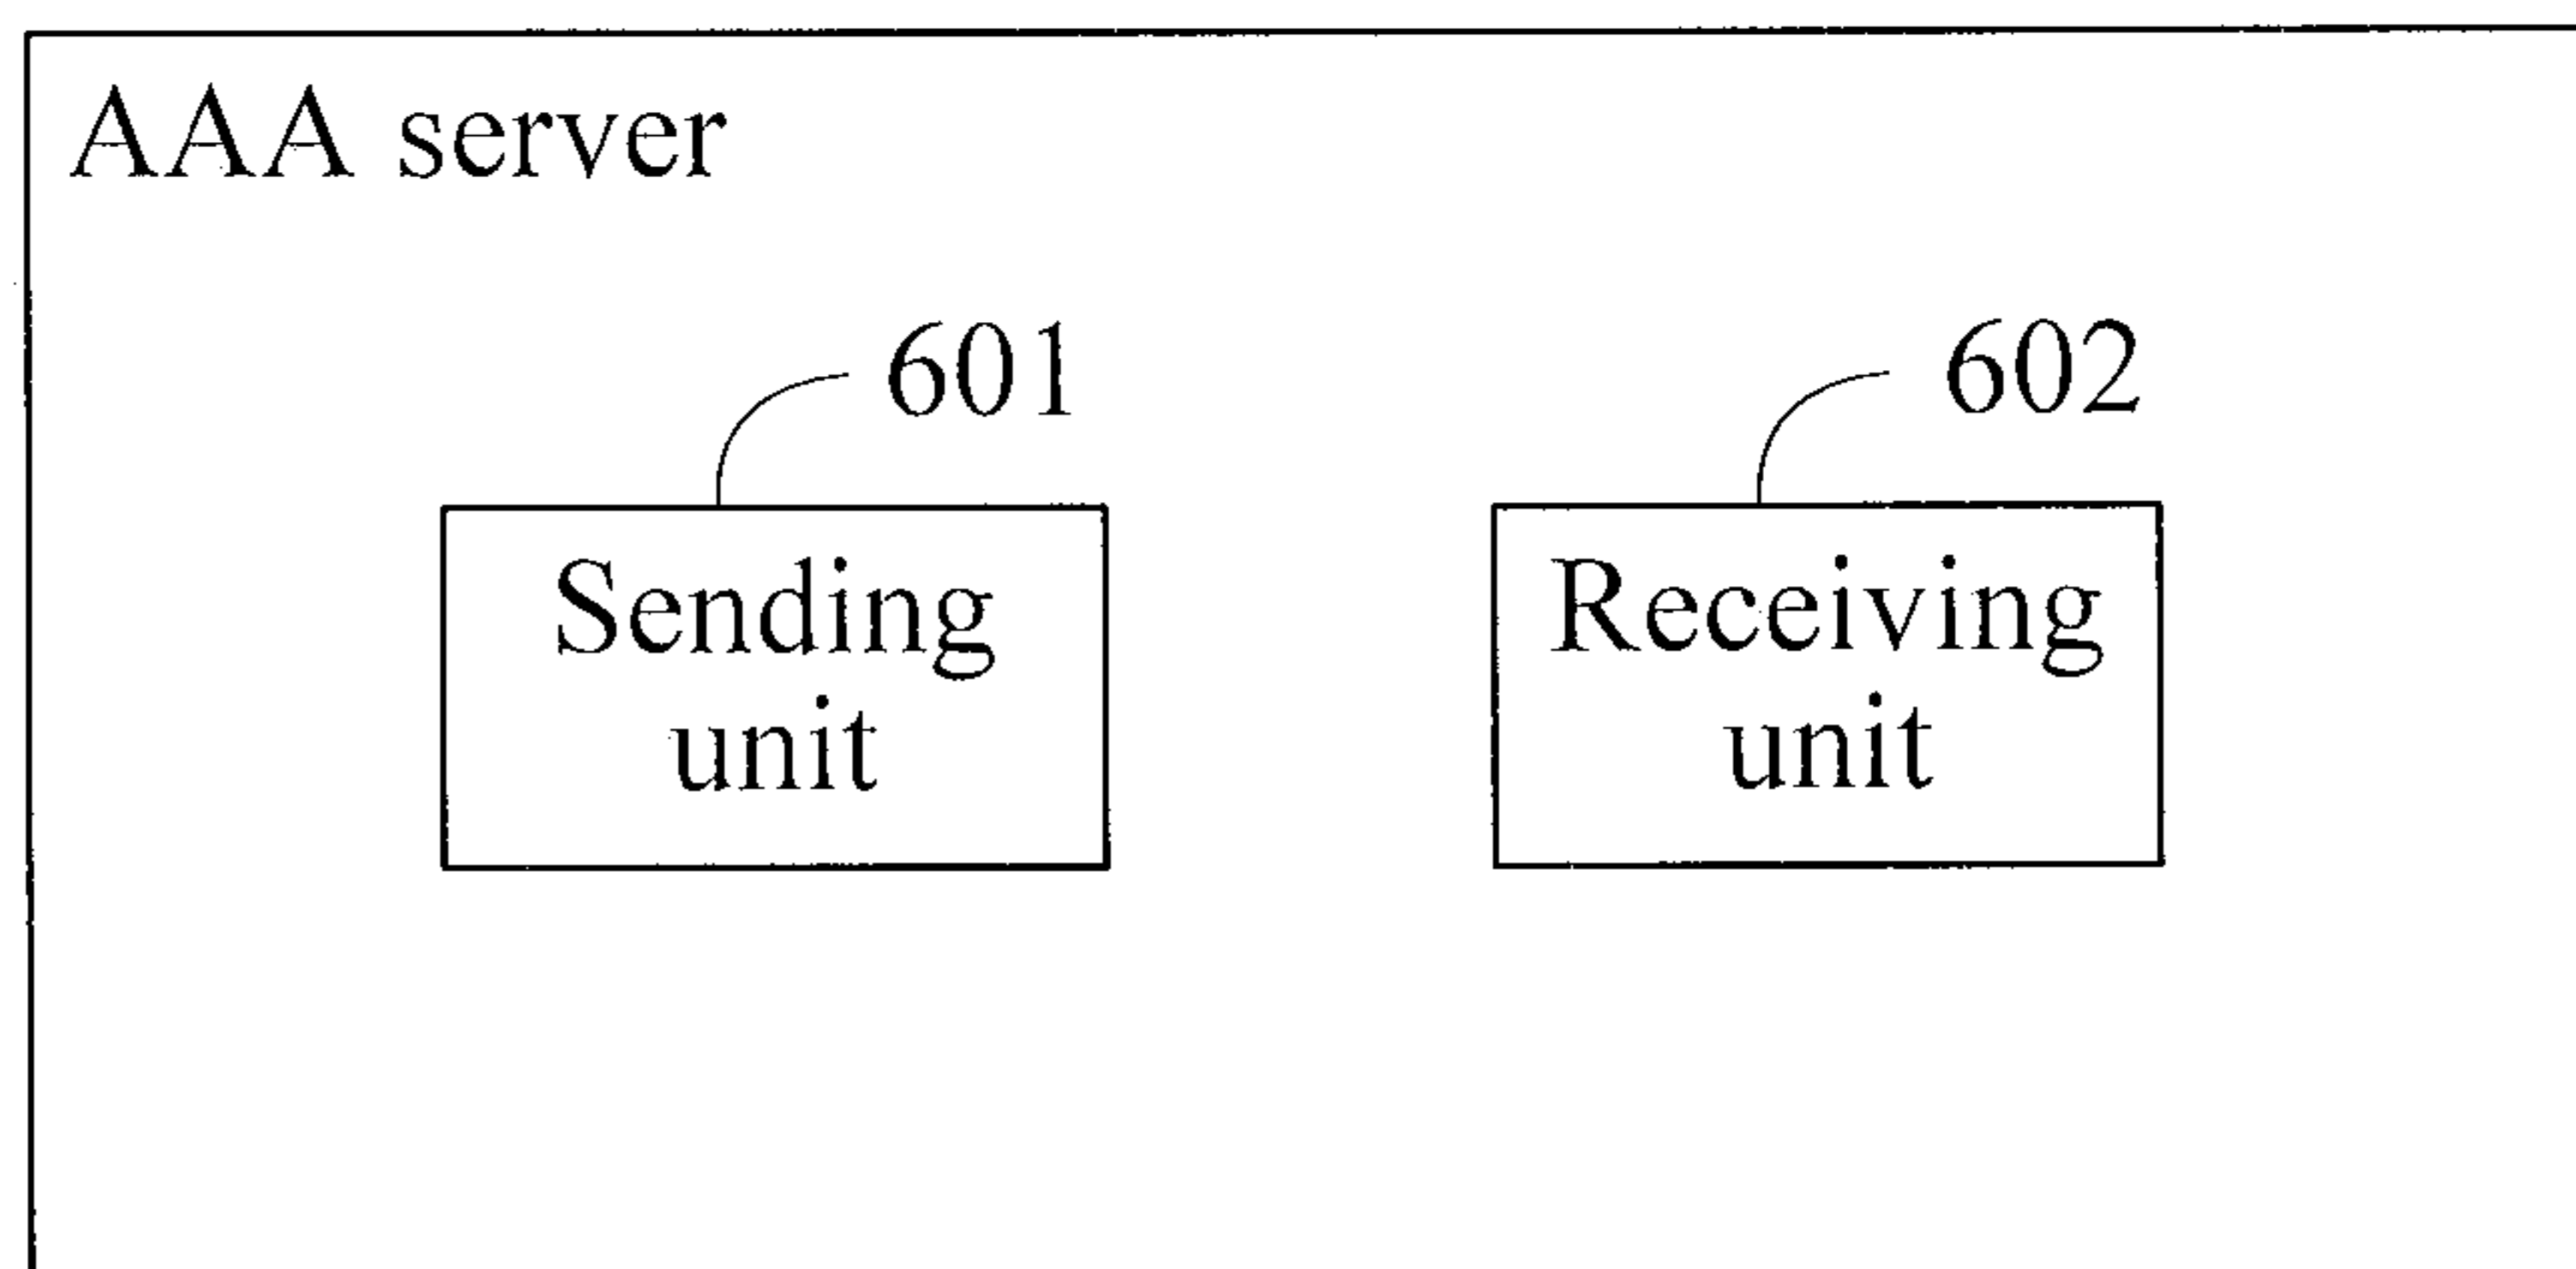 AAA server
601
602
Sending
unit
Receiving
unit